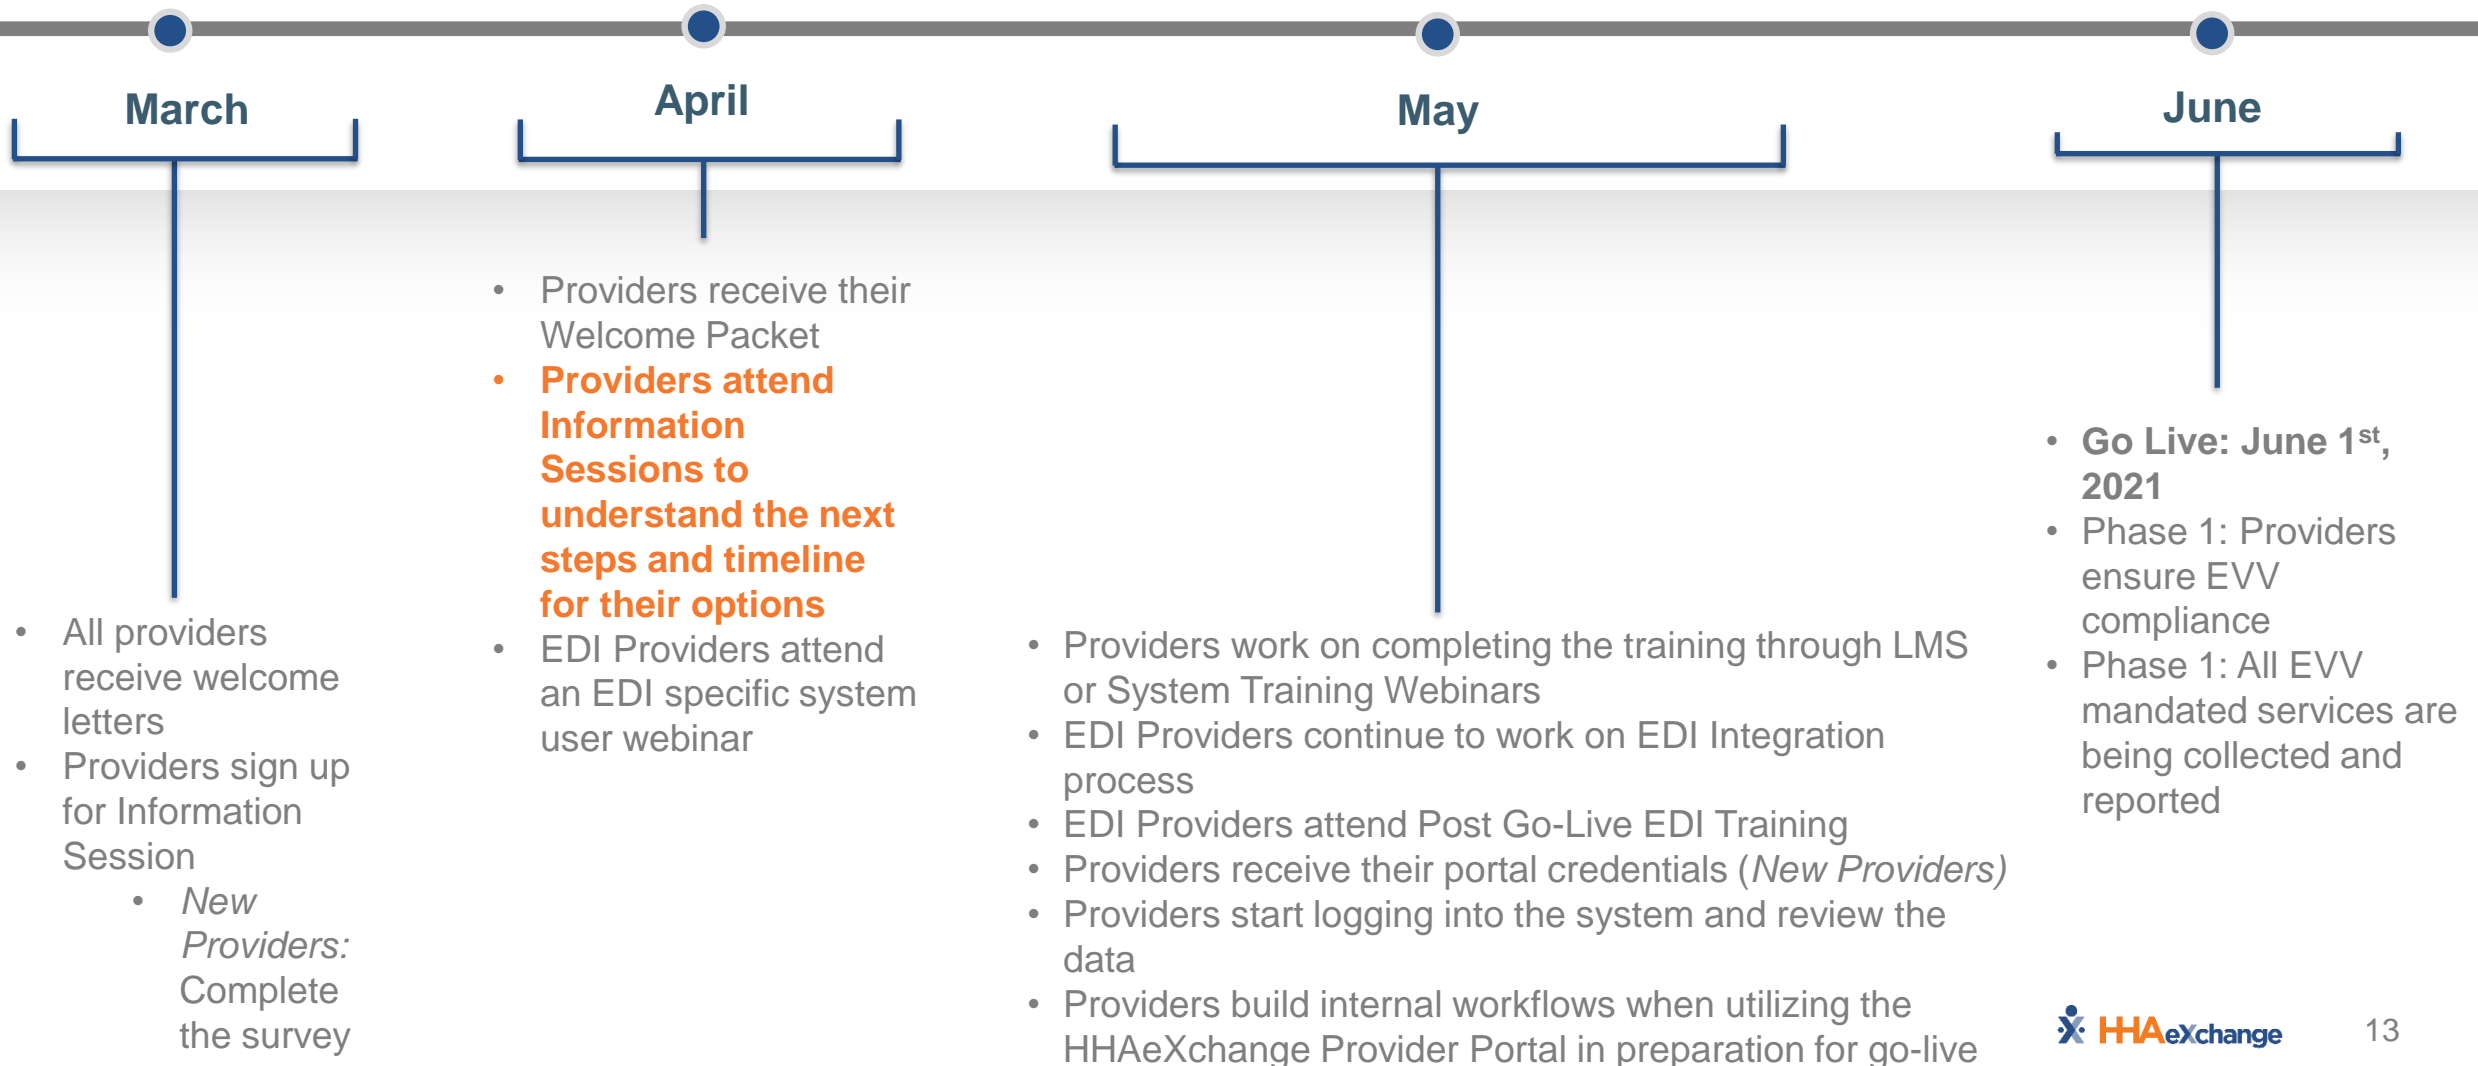 March
April
May
June
• All providers
receive welcome
letters
• Providers sign up
for Information
Session
• New
Providers:
Complete
the survey
• Providers receive their
Welcome Packet
• Providers attend
Information
Sessions to
understand the next
steps and timeline
for their options
• EDI Providers attend
an EDI specific system
user webinar
• Providers work on completing the training through LMS
or System Training Webinars
• EDI Providers continue to work on EDI Integration
process
• EDI Providers attend Post Go-Live EDI Training
• Providers receive their portal credentials (New Providers)
• Providers start logging into the system and review the
data
• Providers build internal workflows when utilizing the
HHAeXchange Provider Portal in preparation for go-live
• Go Live: June 1st,
2021
• Phase 1: Providers
ensure EVV
compliance
• Phase 1: All EVV
mandated services are
being collected and
reported
HHAeXchange
13